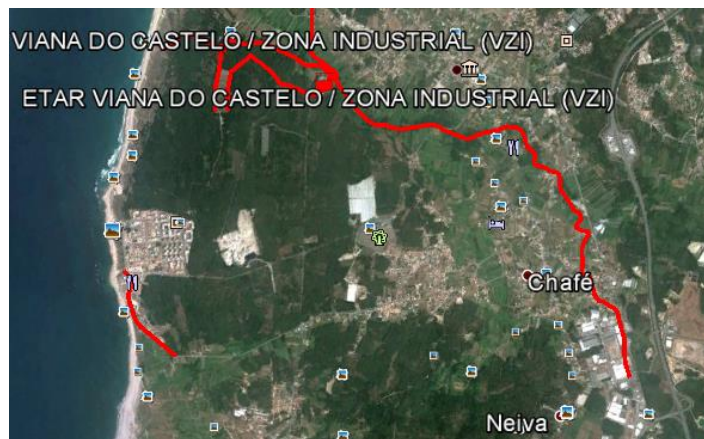 VIANA DO CASTELO / ZONA INDUSTRIAL (VZI)
ETAR VIANA DO CASTELO / ZONA INDUSTRIAL (VZI)
Chafé
Neiva